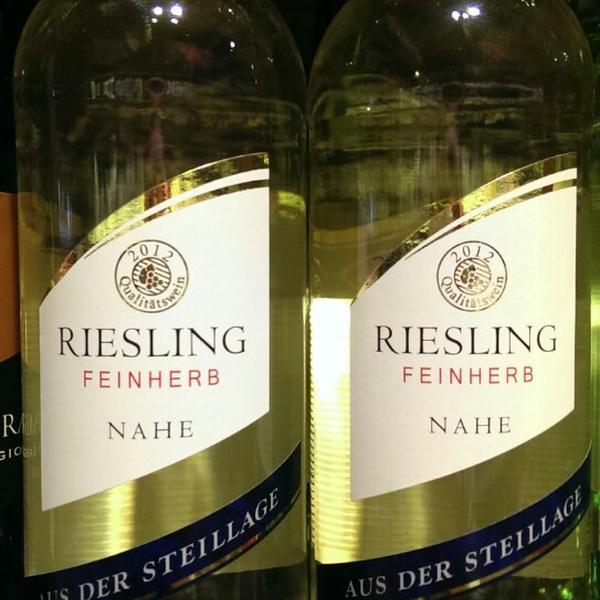 2012
Qualitätswein
RIESLING
FEINHERB
NAHE
AUS DER STEILLAGE
2012
Qualitätswein
RIESLING
FEINHERB
NAHE
AUS DER STEILLAGE